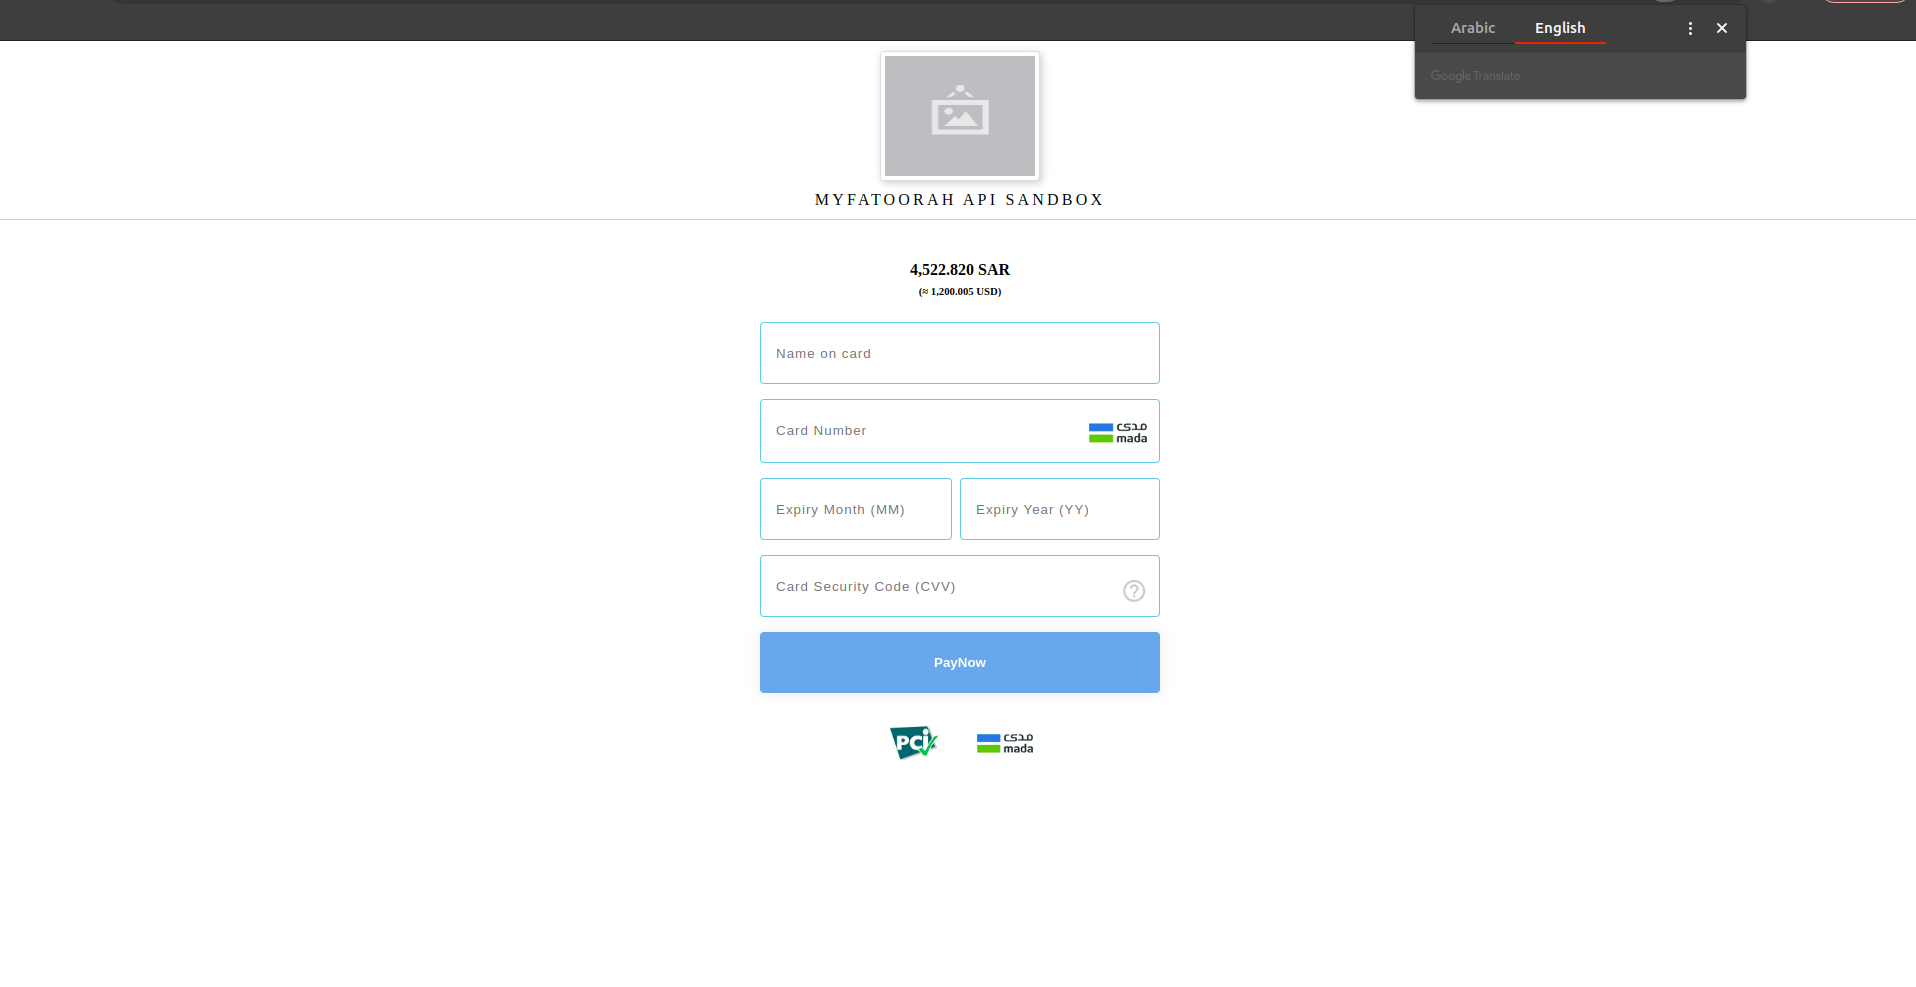 Arabic English
Google Translate
MYFATOORAH API SANDBOX
4,522.820 SAR
(≈ 1,200.005 USD)
Name on card
Card Number
مدى
mada
Expiry Month (MM) Expiry Year (YY)
Card Security Code (CVV)
PayNow
PCi
مدى
mada